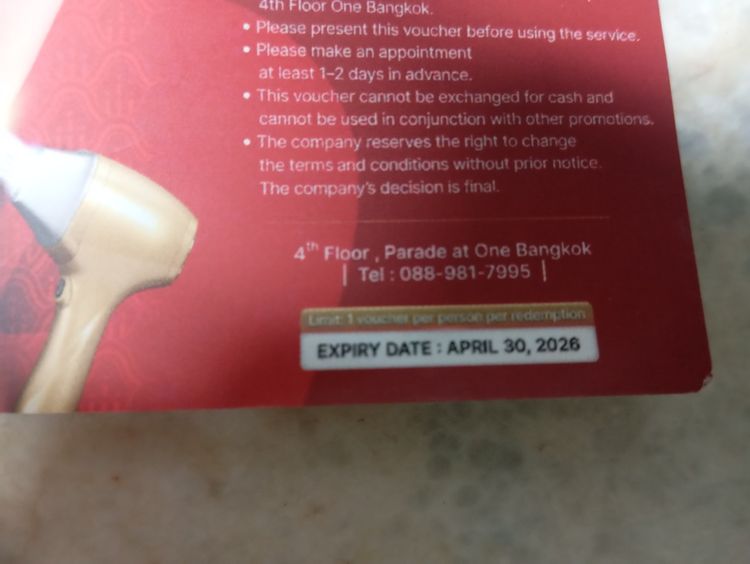 4th Floor One Bangkok.
• Please present this voucher before using the service.
• Please make an appointment
at least 1-2 days in advance.
• This voucher cannot be exchanged for cash and
cannot be used in conjunction with other promotions.
• The company reserves the right to change
the terms and conditions without prior notice.
The company's decision is final.
4th Floor , Parade at One Bangkok
| Tel : 088-981-7995 |
Limit: 1 voucher per person per redemption
EXPIRY DATE : APRIL 30, 2026